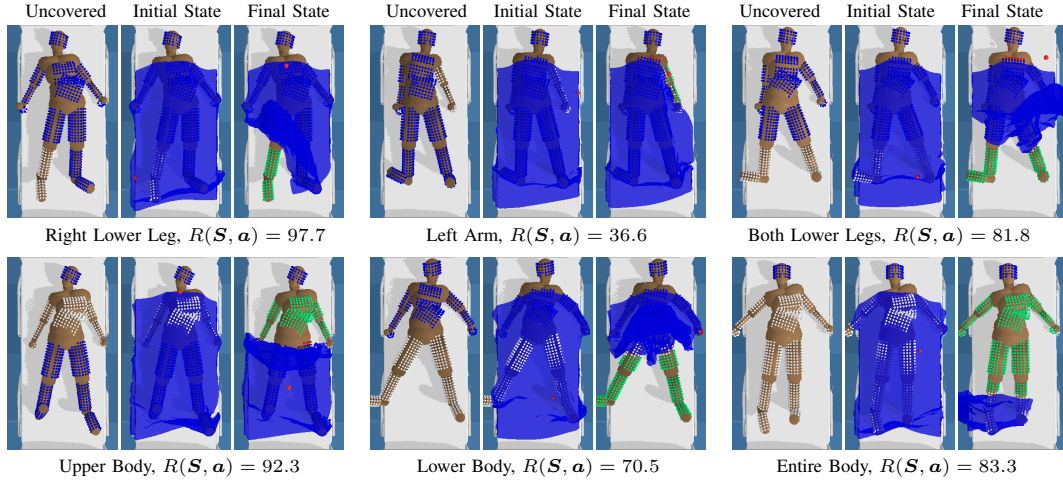 Uncovered Initial State Final State Uncovered Initial State Final State Uncovered Initial State Final State
Right Lower Leg, R(S, a) = 97.7 Left Arm, R(S, a) = 36.6 Both Lower Legs, R(S, a) = 81.8
Upper Body, R(S, a) = 92.3 Lower Body, R(S, a) = 70.5 Entire Body, R(S, a) = 83.3